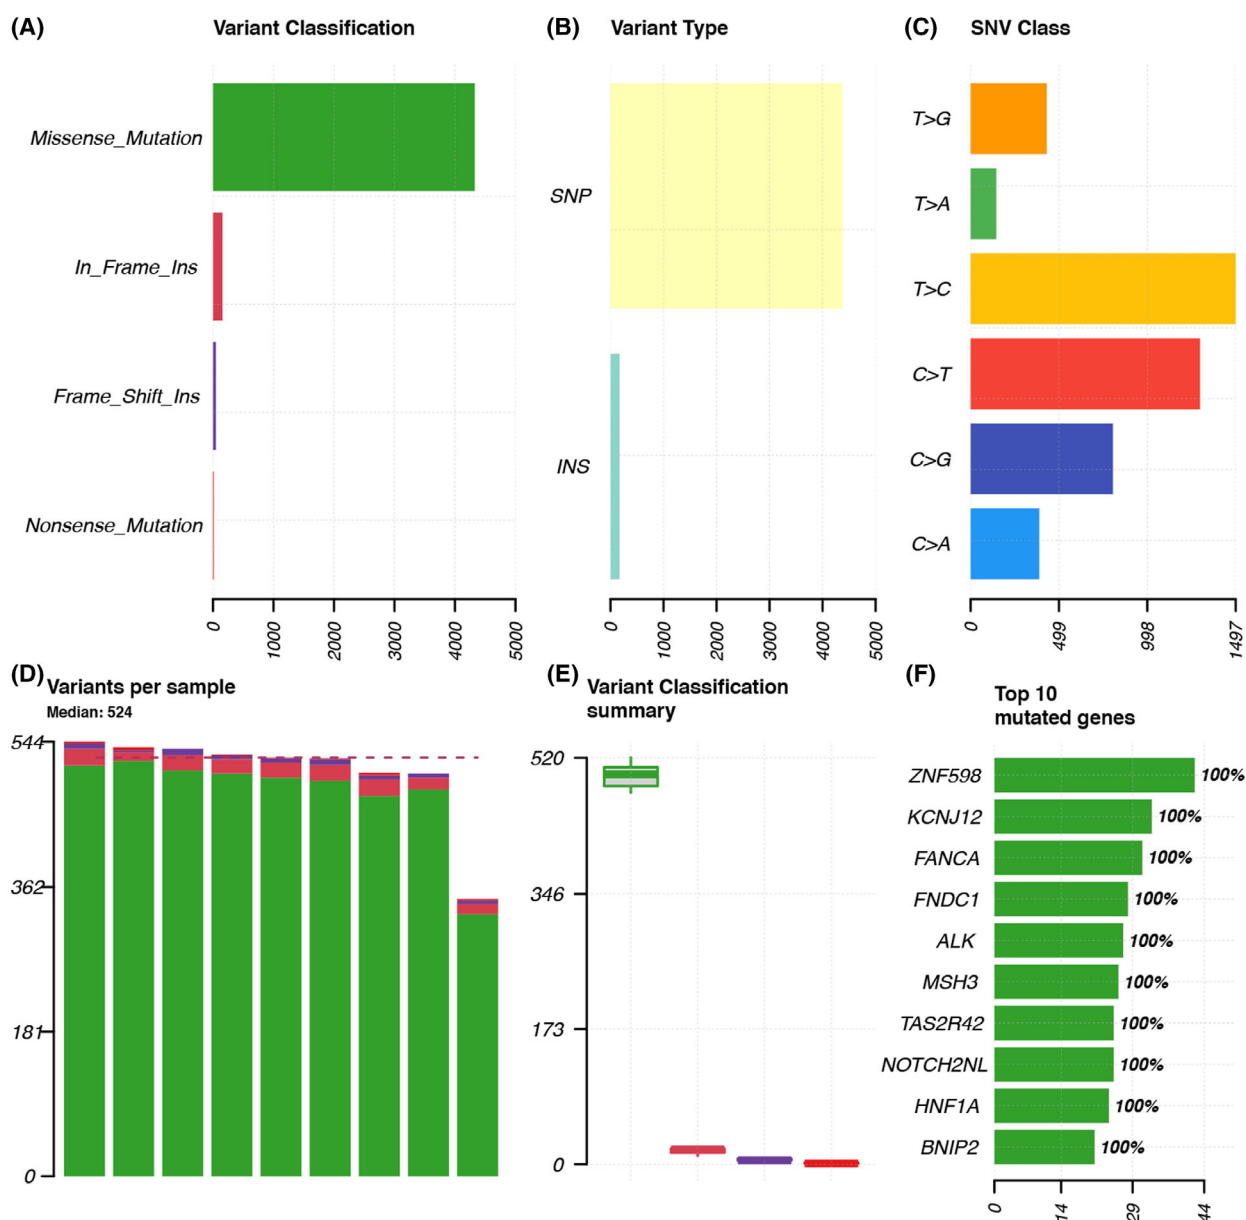 (A) Variant Classification
Missense_Mutation
In_Frame_Ins
Frame_Shift_Ins
Nonsense_Mutation
0 1000 2000 3000 4000 5000
(B) Variant Type
SNP
INS
0 1000 2000 3000 4000 5000
(C) SNV Class
T>G
T>A
T>C
C>T
C>G
C>A
0 499 9998 1497
(D) Variants per sample
Median: 524
544
362
181
0
(E) Variant Classification
summary
520
346
173
0
(F) Top 10
mutated genes
ZNF598 100%
KCNJ12 100%
FANCA 100%
FNDC1 100%
ALK 100%
MSH3 100%
TAS2R42 100%
NOTCH2NL 100%
HNF1A 100%
BNIP2 100%
0 14 29 44